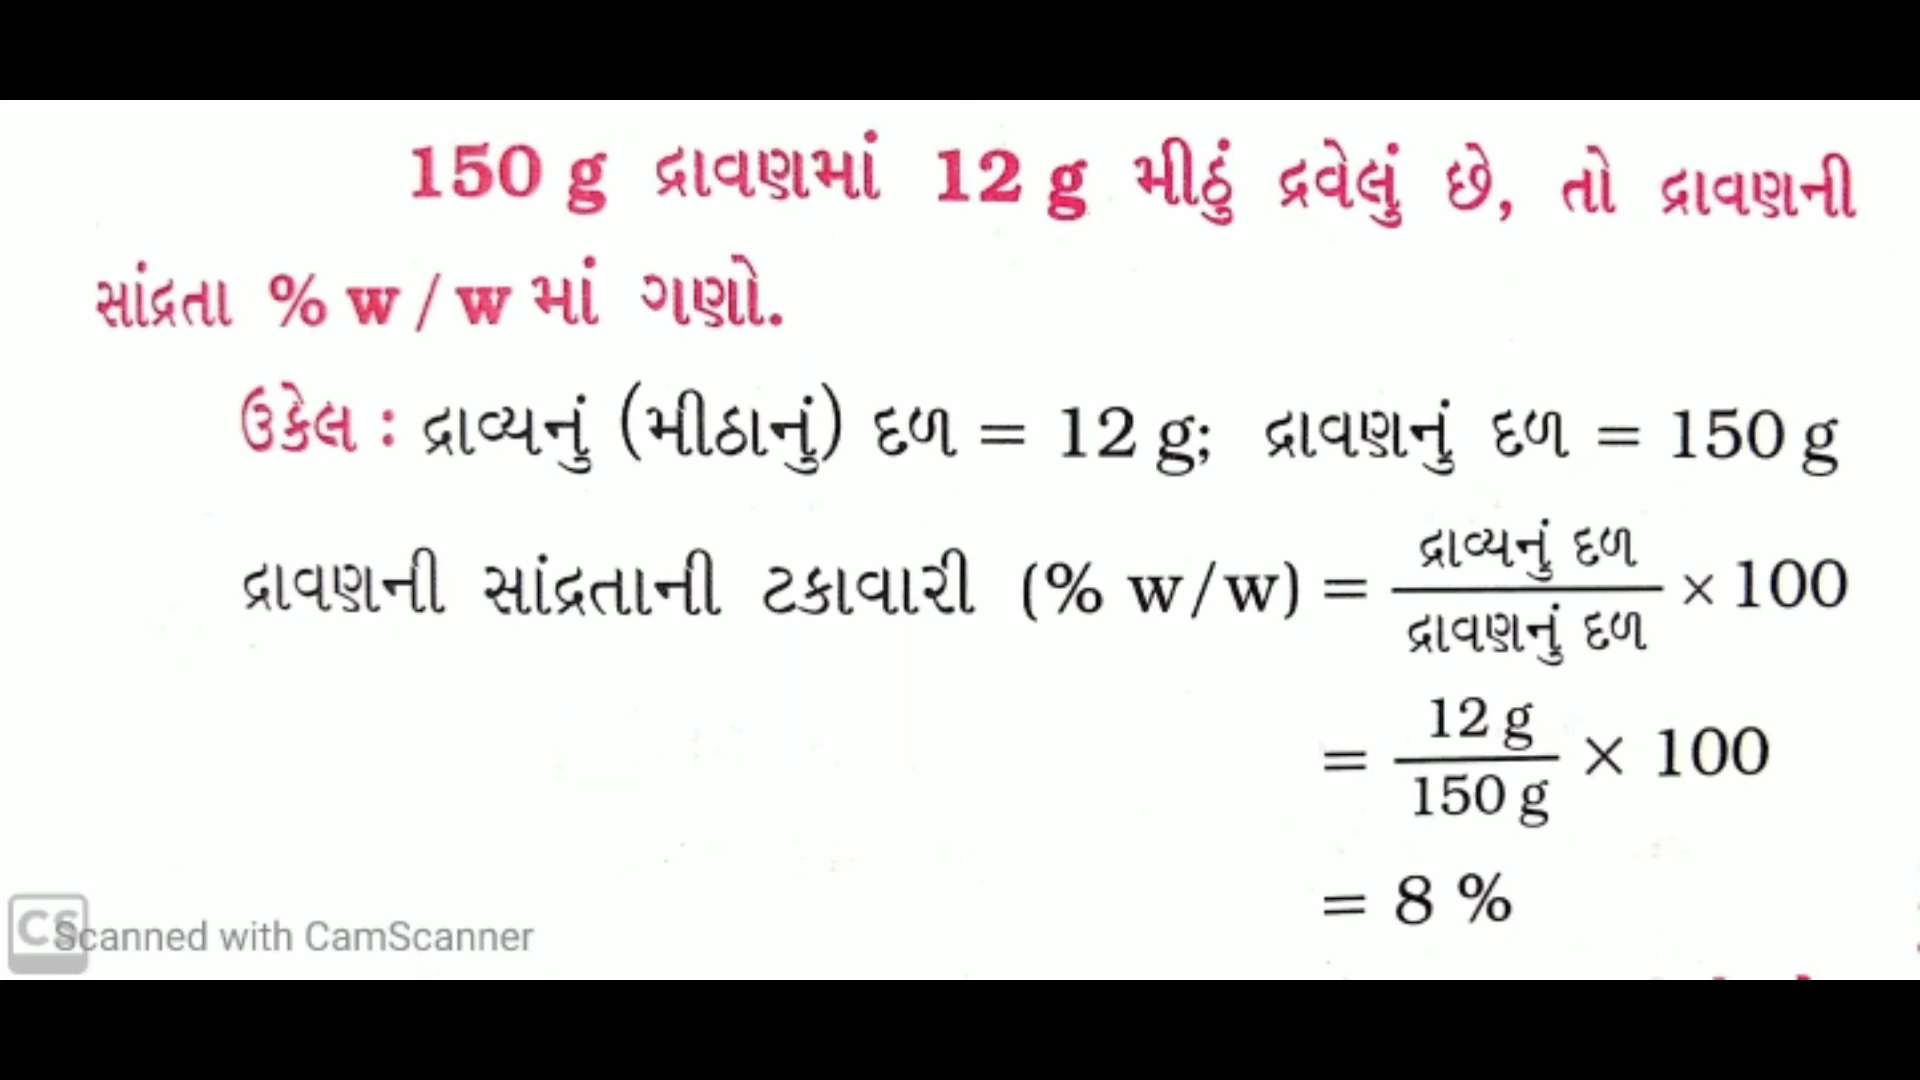 150 g દ્રાવણમાં 12 g મીઠું દ્રવેલું છે, તો દ્રાવણની
સાંદ્રતા % w / w માં ગણો.
ઉકેલ : દ્રાવ્યનું (મીઠાનું) દળ = 12 g; દ્રાવણનું દળ = 150 g
દ્રાવણની સાંદ્રતાની ટકાવારી (% w/w) = દ્રાવ્યનું દળ / દ્રાવણનું દળ × 100
= 12 g / 150 g × 100
= 8 %
CS Scanned with CamScanner